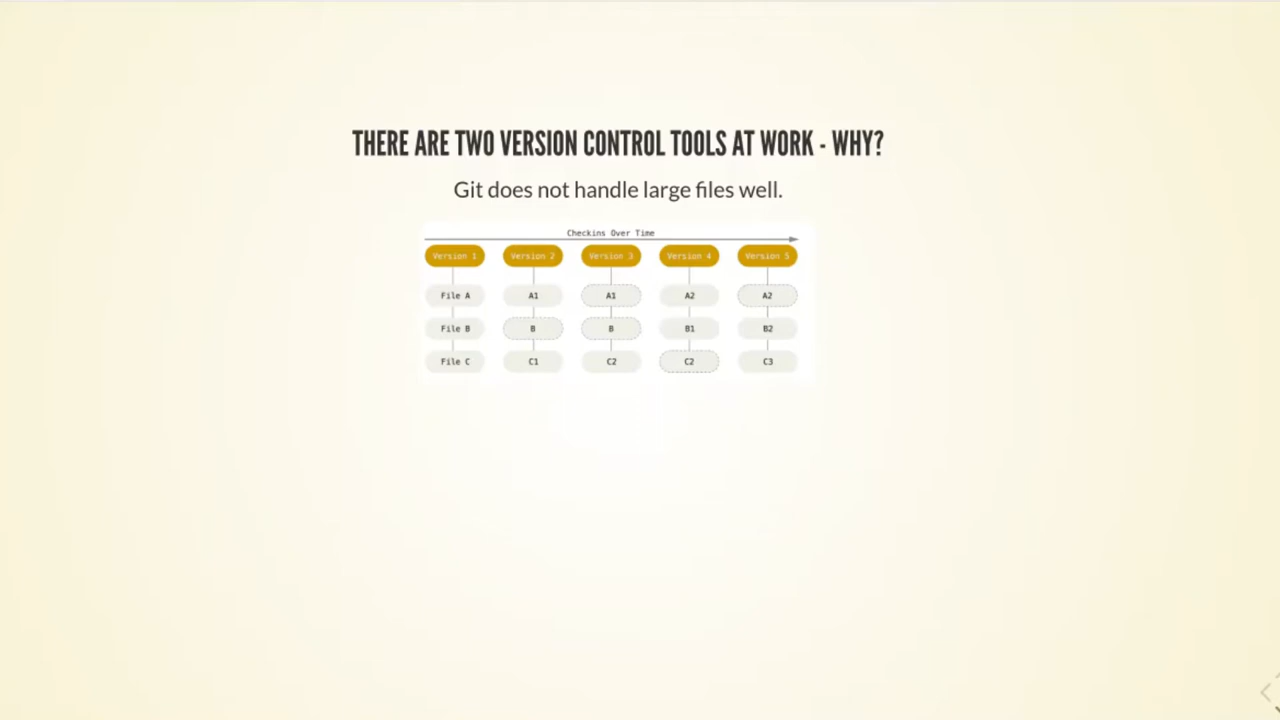 THERE ARE TWO VERSION CONTROL TOOLS AT WORK - WHY?
Git does not handle large files well.
Checkins Over Time
Version 1 Version 2 Version 3 Version 4 Version 5
File A A1 A1 A2 A2
File B B B B1 B2
File C C1 C2 C2 C3